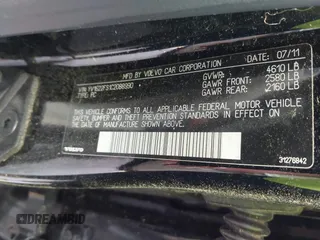 MFD BY VOLVO CAR CORPORATION
DATE: 07/11
GVWR: 4610 LB
GAWR FRONT: 2580 LB
GAWR REAR: 2160 LB
THIS VEHICLE CONFORMS TO ALL APPLICABLE FEDERAL MOTOR VEHICLE
SAFETY, BUMPER AND THEFT PREVENTION STANDARDS IN EFFECT ON THE
DATE OF MANUFACTURE SHOWN ABOVE.
VOLVO
31276842
DREAMBID